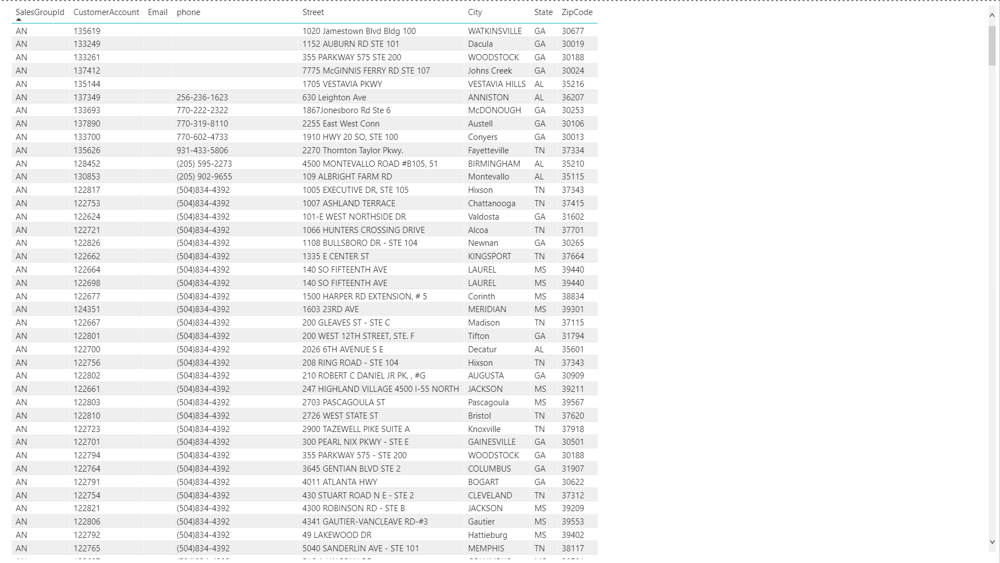 SalesGroupId CustomerAccount Email phone Street City State ZipCode
AN 135619 1020 Jamestown Blvd Bldg 100 WATKINSVILLE GA 30677
AN 133249 1152 AUBURN RD STE 101 Dacula GA 30019
AN 133261 355 PARKWAY 575 STE 200 WOODSTOCK GA 30188
AN 137412 7775 McGINNIS FERRY RD STE 107 Johns Creek GA 30024
AN 135144 1705 VESTAVIA PKWY VESTAVIA HILLS AL 35216
AN 137349 256-236-1623 630 Leighton Ave ANNISTON AL 36207
AN 133693 770-222-2322 1867Jonesboro Rd Ste 6 McDONOUGH GA 30253
AN 137890 770-319-8110 2255 East West Conn Austell GA 30106
AN 133700 770-602-4733 1910 HWY 20 SO, STE 100 Conyers GA 30013
AN 135626 931-433-5806 2270 Thornton Taylor Pkwy. Fayetteville TN 37334
AN 128452 (205) 595-2273 4500 MONTEVALLO ROAD #B105, 51 BIRMINGHAM AL 35210
AN 130853 (205) 902-9655 109 ALBRIGHT FARM RD Montevallo AL 35115
AN 122817 (504)834-4392 1005 EXECUTIVE DR, STE 105 Hixson TN 37343
AN 122753 (504)834-4392 1007 ASHLAND TERRACE Chattanooga TN 37415
AN 122624 (504)834-4392 101-E WEST NORTHSIDE DR Valdosta GA 31602
AN 122721 (504)834-4392 1066 HUNTERS CROSSING DRIVE Alcoa TN 37701
AN 122826 (504)834-4392 1108 BULLSBORO DR - STE 104 Newnan GA 30265
AN 122662 (504)834-4392 1335 E CENTER ST KINGSPORT TN 37664
AN 122664 (504)834-4392 140 SO FIFTEENTH AVE LAUREL MS 39440
AN 122698 (504)834-4392 140 SO FIFTEENTH AVE LAUREL MS 39440
AN 122677 (504)834-4392 1500 HARPER RD EXTENSION, # 5 Corinth MS 38834
AN 124351 (504)834-4392 1603 23RD AVE MERIDIAN MS 39301
AN 122667 (504)834-4392 200 GLEAVES ST - STE C Madison TN 37115
AN 122801 (504)834-4392 200 WEST 12TH STREET, STE. F Tifton GA 31794
AN 122700 (504)834-4392 2026 6TH AVENUE S E Decatur AL 35601
AN 122756 (504)834-4392 208 RING ROAD - STE 104 Hixson TN 37343
AN 122802 (504)834-4392 210 ROBERT C DANIEL JR PK, , #G AUGUSTA GA 30909
AN 122661 (504)834-4392 247 HIGHLAND VILLAGE 4500 I-55 NORTH JACKSON MS 39211
AN 122803 (504)834-4392 2703 PASCAGOULA ST Pascagoula MS 39567
AN 122810 (504)834-4392 2726 WEST STATE ST Bristol TN 37620
AN 122723 (504)834-4392 2900 TAZEWELL PIKE SUITE A Knoxville TN 37918
AN 122701 (504)834-4392 300 PEARL NIX PKWY - STE E GAINESVILLE GA 30501
AN 122794 (504)834-4392 355 PARKWAY 575 - STE 200 WOODSTOCK GA 30188
AN 122764 (504)834-4392 3645 GENTIAN BLVD STE 2 COLUMBUS GA 31907
AN 122791 (504)834-4392 4011 ATLANTA HWY BOGART GA 30622
AN 122754 (504)834-4392 430 STUART ROAD N E - STE 2 CLEVELAND TN 37312
AN 122821 (504)834-4392 4300 ROBINSON RD - STE B JACKSON MS 39209
AN 122806 (504)834-4392 4341 GAUTIER-VANCLEAVE RD-#3 Gautier MS 39553
AN 122792 (504)834-4392 49 LAKEWOOD DR Hattieburg MS 39402
AN 122765 (504)834-4392 5040 SANDERLIN AVE - STE 101 MEMPHIS TN 38117